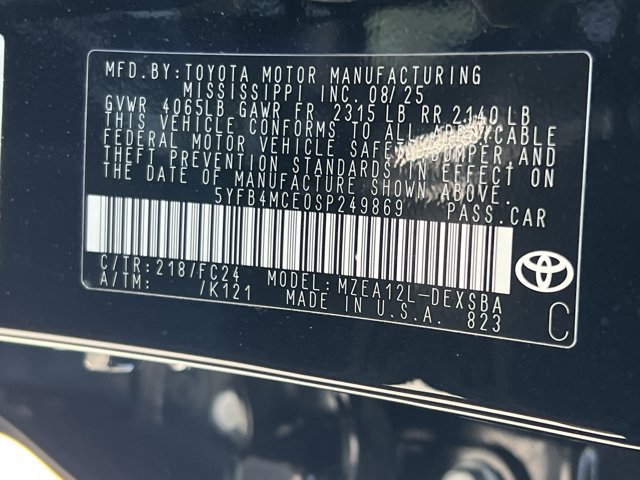 MFD.BY:TOYOTA MOTOR MANUFACTURING
MISSISSIPPI INC. 08/25
GVWR 4065LB GAWR FR 2315 LB RR 2140 LB
THIS VEHICLE CONFORMS TO ALL APPLICABLE
FEDERAL MOTOR VEHICLE SAFETY, BUMPER AND
THEFT PREVENTION STANDARDS IN EFFECT ON
THE DATE OF MANUFACTURE SHOWN ABOVE.
5YFB4MCE0SP249869 PASS.CAR
C/TR:218/FC24 MODEL:MZEA12L-DEXSBA
A/TM: /K121 MADE IN U.S.A. 823
C